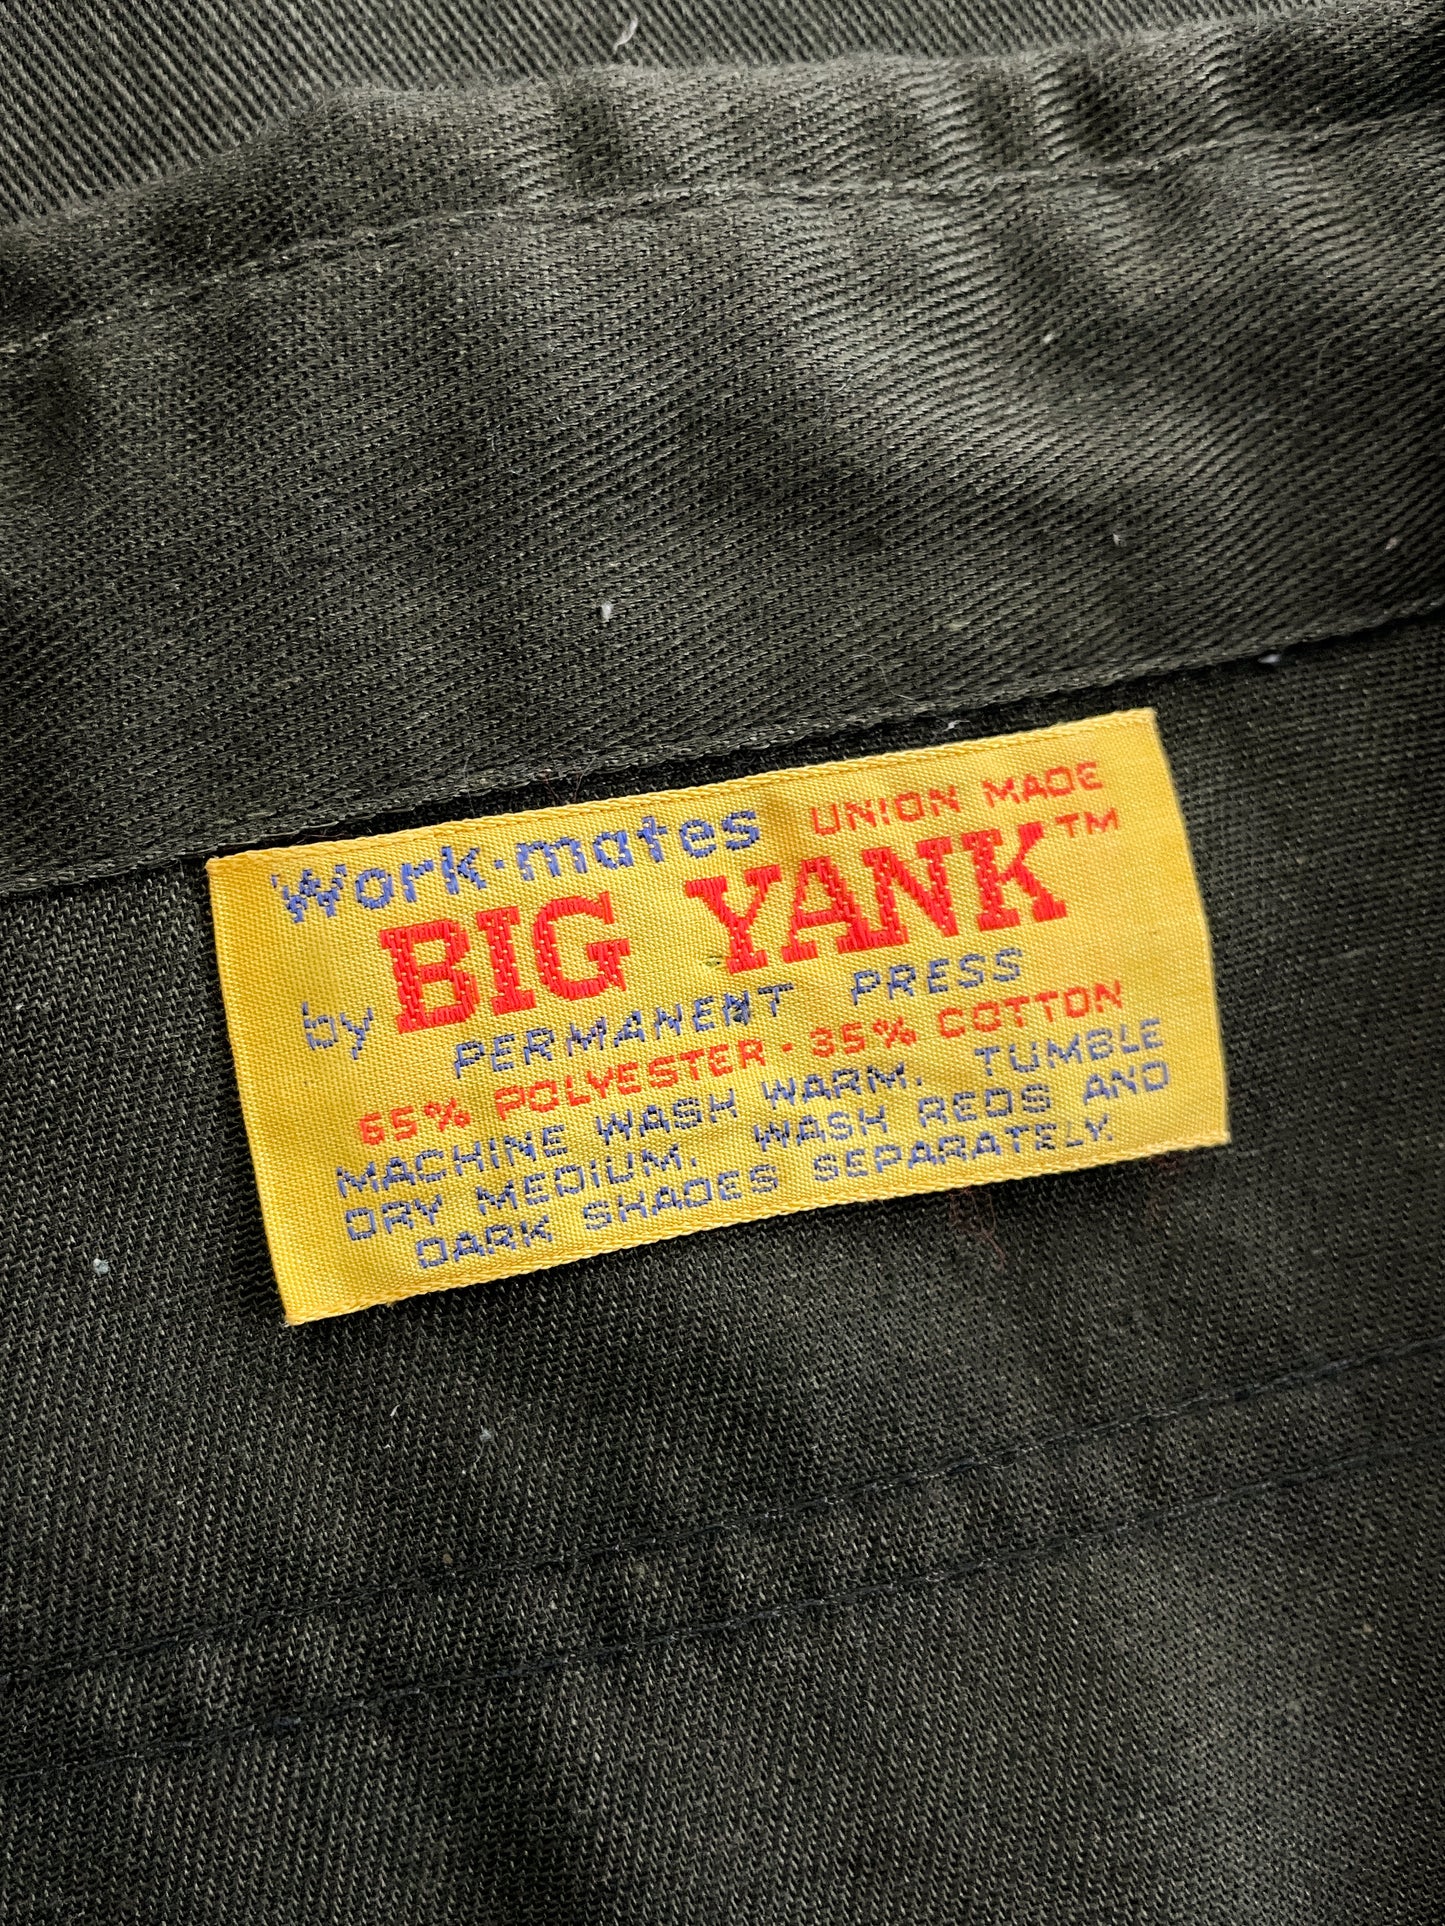 Work-mates UNION MADE
by BIG YANK™
PERMANENT PRESS
65% POLYESTER - 35% COTTON
MACHINE WASH WARM. TUMBLE
DRY MEDIUM. WASH REDS AND
DARK SHADES SEPARATELY.